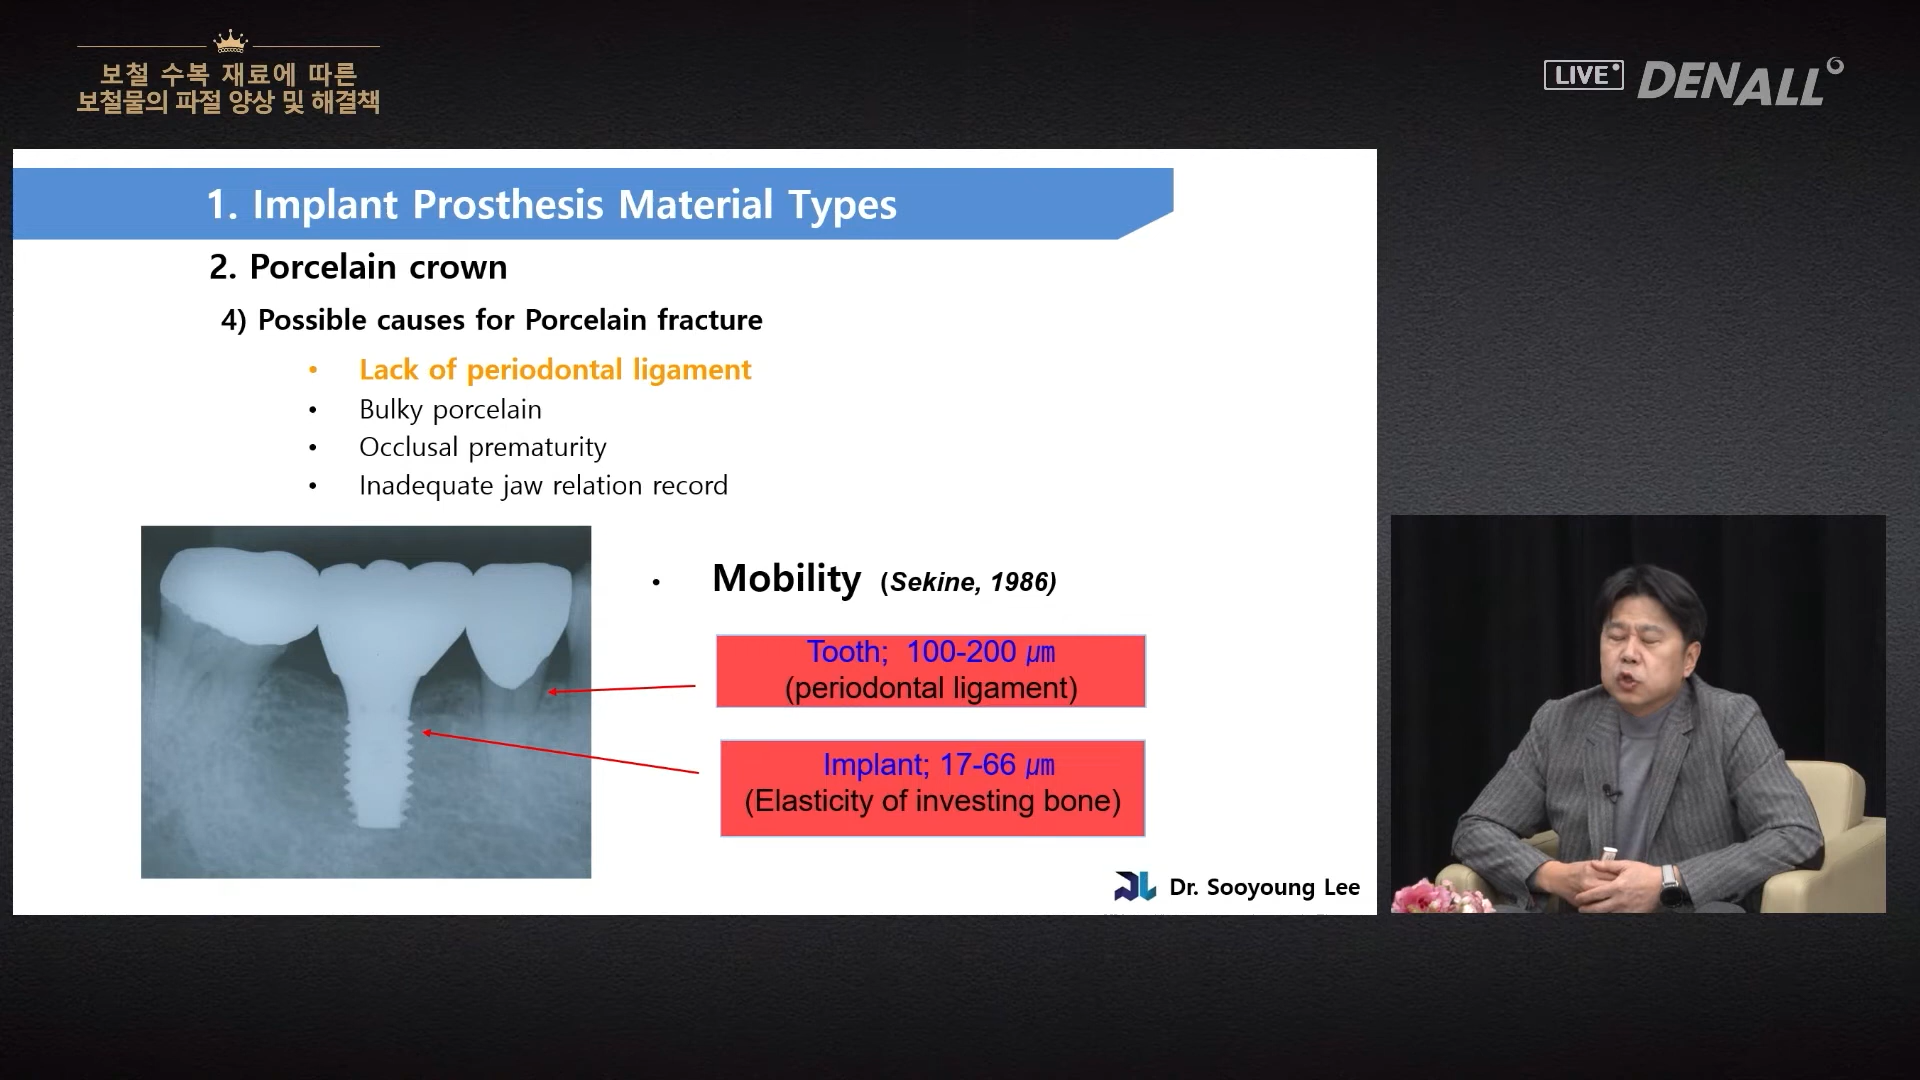 보철 수복 재료에 따른
보철물의 파절 양상 및 해결책
LIVE
DENALL
1. Implant Prosthesis Material Types
2. Porcelain crown
4) Possible causes for Porcelain fracture
• Lack of periodontal ligament
• Bulky porcelain
• Occlusal prematurity
• Inadequate jaw relation record
• Mobility (Sekine, 1986)
Tooth; 100-200 ㎛
(periodontal ligament)
Implant; 17-66 ㎛
(Elasticity of investing bone)
Dr. Sooyoung Lee